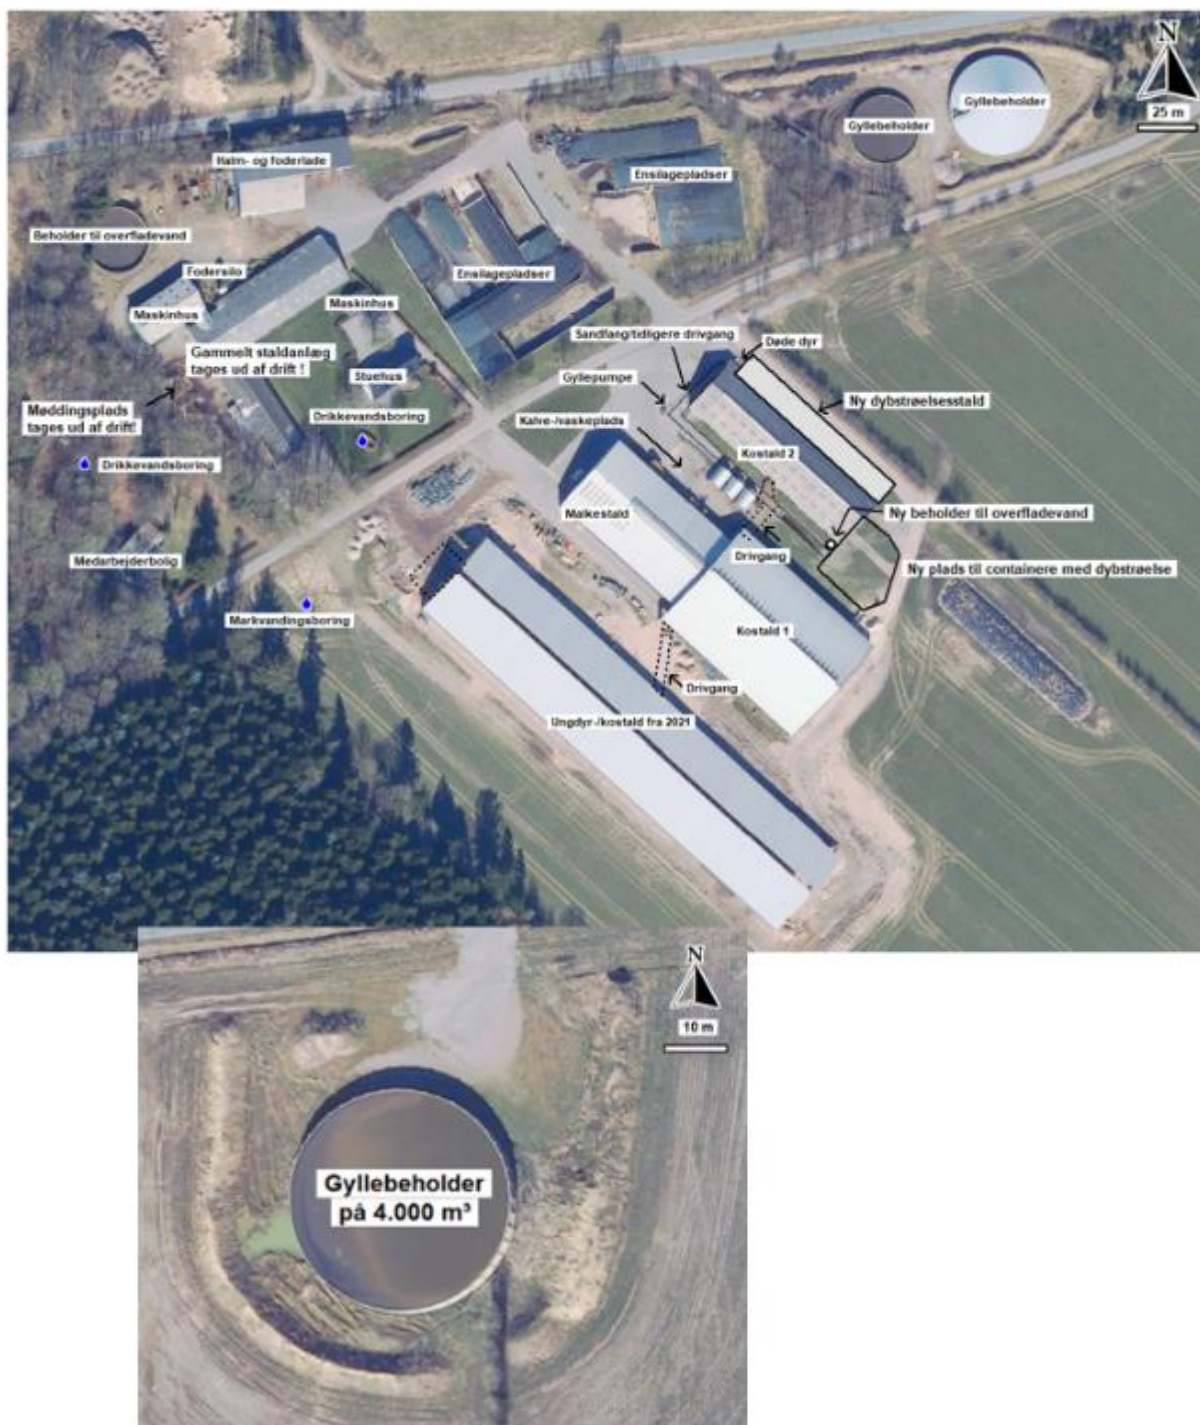 N
25 m
Gyllebeholder
Gyllebeholder
Halm- og foderlade
Ensilagepladser
Beholder til overfladevand
Fodersilo
Ensilagepladser
Maskinhus
Maskinhus
Sandfang/tidligere drivgang
Døde dyr
Gammelt staldanlæg
tages ud af drift !
Stuehus
Gyllepumpe
Ny dybstrøelsesstald
Møddingsplads
tages ud af drift!
Drikkevandsboring
Kalve-/vaskeplads
Drikkevandsboring
Kostald 2
Malkestald
Ny beholder til overfladevand
Drivgang
Medarbejderbolig
Ny plads til containere med dybstrøelse
Markvandingsboring
Kostald 1
Drivgang
Ungdyr-/kostald fra 2021
N
10 m
Gyllebeholder
på 4.000 m³